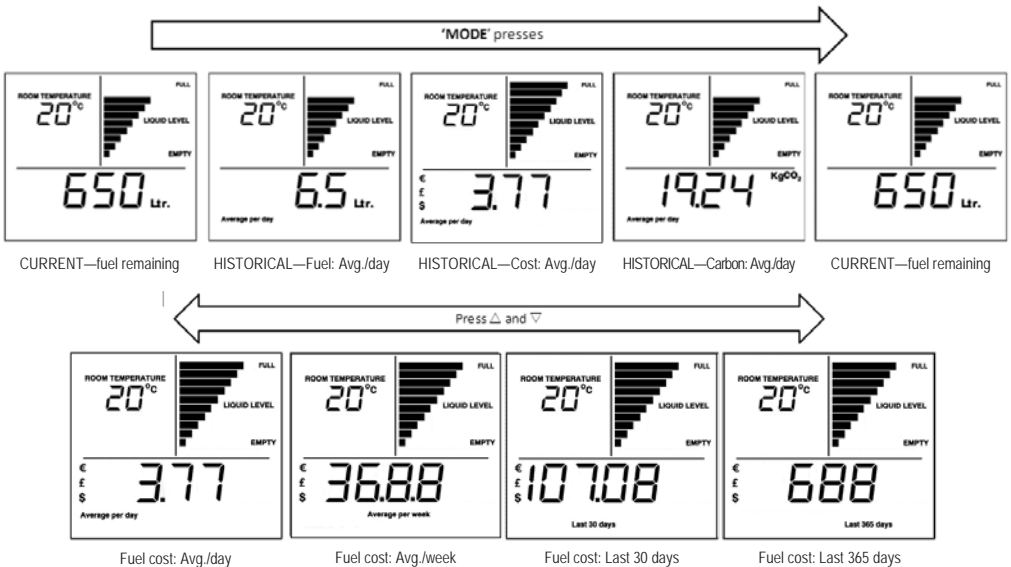 'MODE' presses
FULL
ROOM TEMPERATURE
20°C
LIQUID LEVEL
EMPTY
650 Ltr.
CURRENT—fuel remaining
FULL
ROOM TEMPERATURE
20°C
LIQUID LEVEL
EMPTY
6.5 Ltr.
Average per day
HISTORICAL—Fuel: Avg./day
FULL
ROOM TEMPERATURE
20°C
LIQUID LEVEL
EMPTY
€
£
$
3.77
Average per day
HISTORICAL—Cost: Avg./day
FULL
ROOM TEMPERATURE
20°C
LIQUID LEVEL
EMPTY
19.24 KgCO₂
Average per day
HISTORICAL—Carbon: Avg./day
FULL
ROOM TEMPERATURE
20°C
LIQUID LEVEL
EMPTY
650 Ltr.
CURRENT—fuel remaining
Press △ and ▽
FULL
ROOM TEMPERATURE
20°C
LIQUID LEVEL
EMPTY
€
£
$
3.77
Average per day
Fuel cost: Avg./day
FULL
ROOM TEMPERATURE
20°C
LIQUID LEVEL
EMPTY
€
£
$
36.8.8
Average per week
Fuel cost: Avg./week
FULL
ROOM TEMPERATURE
20°C
LIQUID LEVEL
EMPTY
€
£
$
107.08
Last 30 days
Fuel cost: Last 30 days
FULL
ROOM TEMPERATURE
20°C
LIQUID LEVEL
EMPTY
€
£
$
688
Last 365 days
Fuel cost: Last 365 days